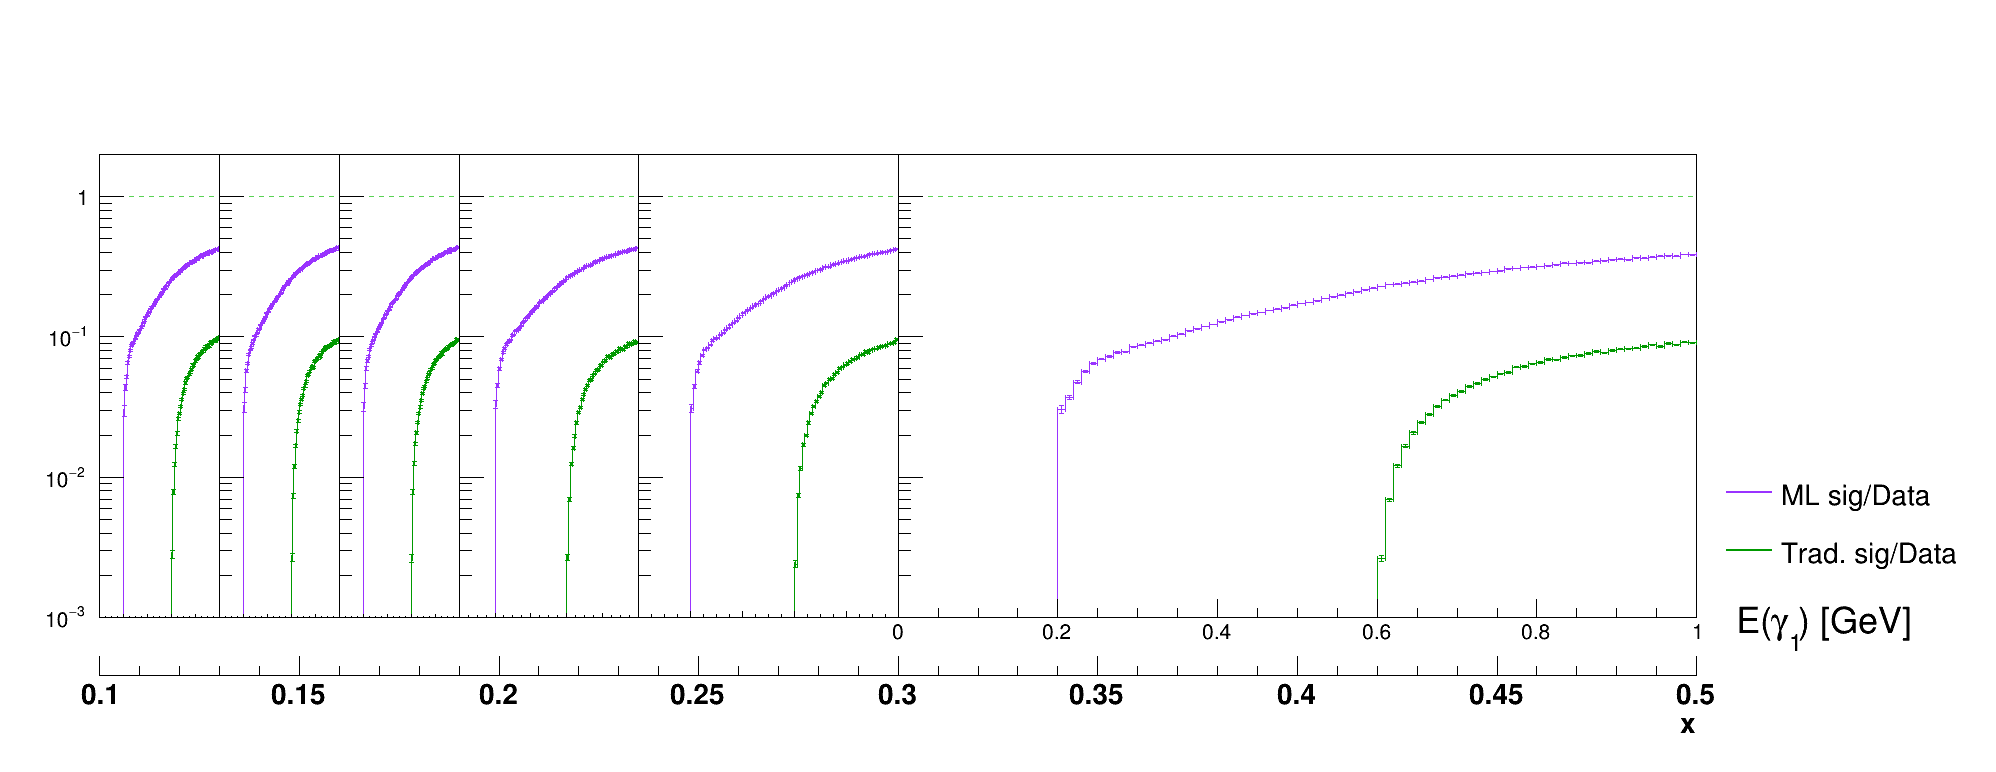 1
10⁻¹
10⁻²
10⁻³
ML sig/Data
Trad. sig/Data
0 0.2 0.4 0.6 0.8 1
E(γ₁) [GeV]
0.1 0.15 0.2 0.25 0.3 0.35 0.4 0.45 0.5
x